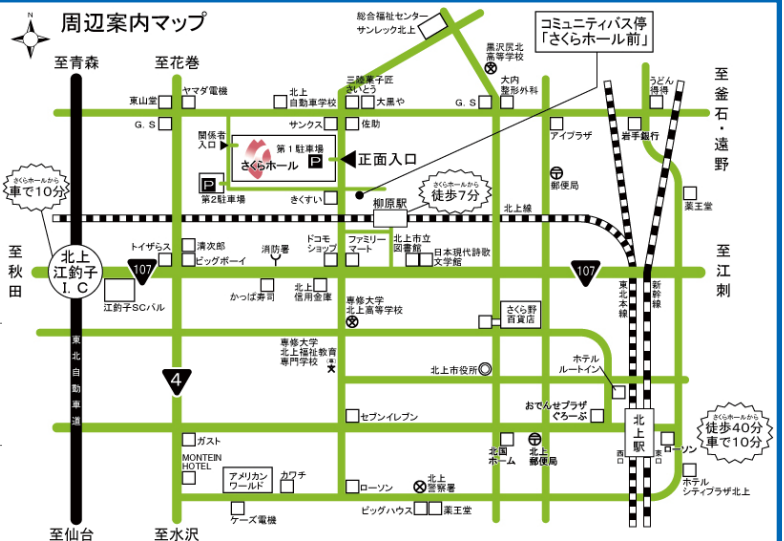 N
周辺案内マップ
総合福祉センター
サンレック北上
コミュニティバス停
「さくらホール前」
至青森
至花巻
黒沢尻北
高等学校
東山堂
ヤマダ電機
北上
自動車学校
三陸菓子匠
さいとう
大黒や
G.S
大内
整形外科
うどん
得得
至釜石・遠野
G.S
関係者
入口
サンクス
佐助
アイプラザ
岩手銀行
第1駐車場
P
さくらホール
正面入口
さくらホールから
車で10分
P
第2駐車場
きくすい
さくらホールから
徒歩7分
郵便局
薬王堂
柳原駅
北上線
至秋田
北上
江釣子
I.C
トイザらス
清次郎
ビッグボーイ
消防署
ドコモ
ショップ
ファミリー
マート
北上市立
図書館
日本現代詩歌
文学館
至江刺
107
107
江釣子SCパル
かっぱ寿司
北上
信用金庫
東北本線
新幹線
専修大学
北上高等学校
さくら野
百貨店
東北自動車道
専修大学
北上福祉教育
専門学校
(専)
文
4
北上市役所
ホテル
ルートイン
おでんせプラザ
ぐろーぶ
セブンイレブン
北上駅
西口
東口
さくらホールから
徒歩40分
車で10分
ガスト
北国
ホーム
北上
郵便局
ローソン
MONTEIN
HOTEL
アメリカン
ワールド
カワチ
ローソン
北上
警察署
ホテル
シティプラザ北上
ケーズ電機
ビッグハウス
薬王堂
至仙台
至水沢